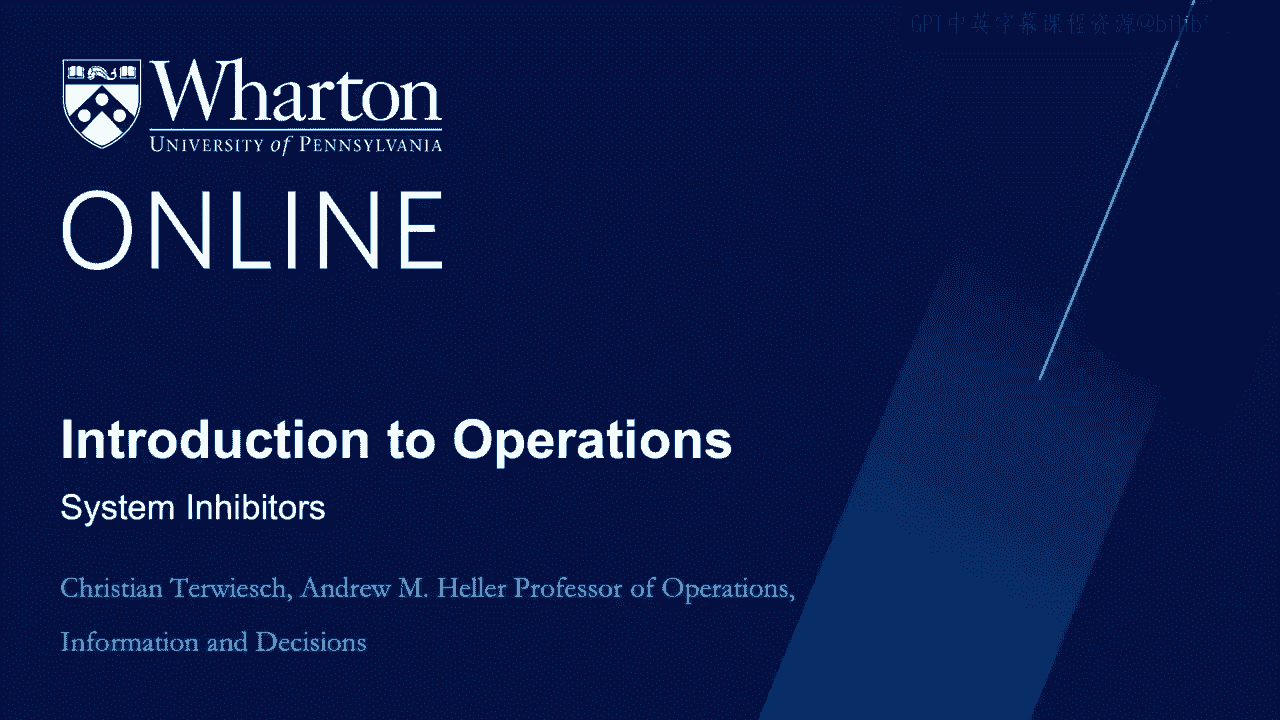 GPT中英字幕课程资源@bilib
Wharton
UNIVERSITY of PENNSYLVANIA
ONLINE
Introduction to Operations
System Inhibitors
Christian Terwiesch, Andrew M. Heller Professor of Operations,
Information and Decisions